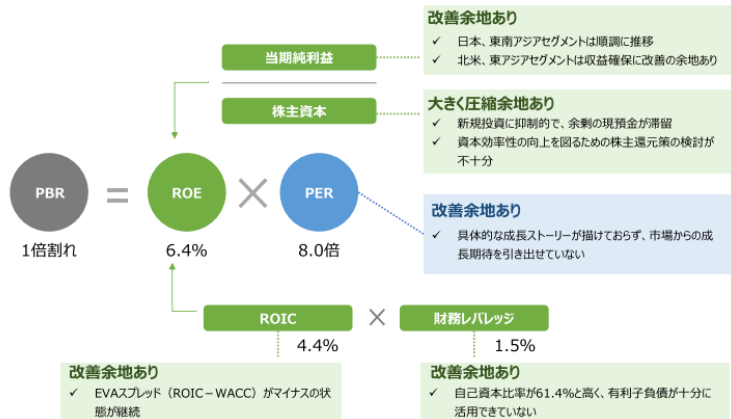 改善余地あり
✓ 日本、東南アジアセグメントは順調に推移
✓ 北米、東アジアセグメントは収益確保に改善の余地あり
当期純利益
株主資本
大きく圧縮余地あり
✓ 新規投資に抑制的で、余剰の現預金が滞留
✓ 資本効率性の向上を図るための株主還元策の検討が
不十分
PBR
=
ROE
×
PER
1倍割れ
6.4%
8.0倍
改善余地あり
✓ 具体的な成長ストーリーが描けておらず、市場からの成
長期待を引き出せていない
ROIC
×
財務レバレッジ
4.4%
1.5%
改善余地あり
✓ EVAスプレッド（ROIC－WACC）がマイナスの状
態が継続
改善余地あり
✓ 自己資本比率が61.4%と高く、有利子負債が十分に
活用できていない